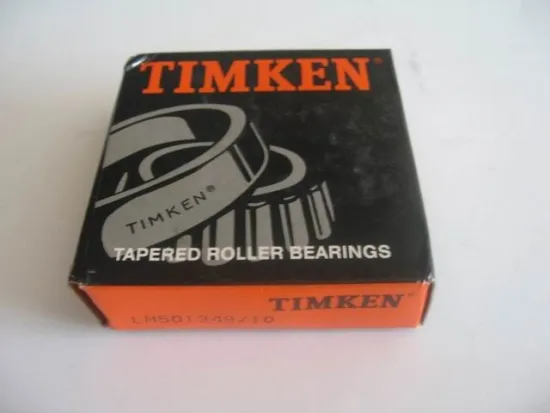 TIMKEN®
TIMKEN®
TAPERED ROLLER BEARINGS
TIMKEN®
LM501349/10